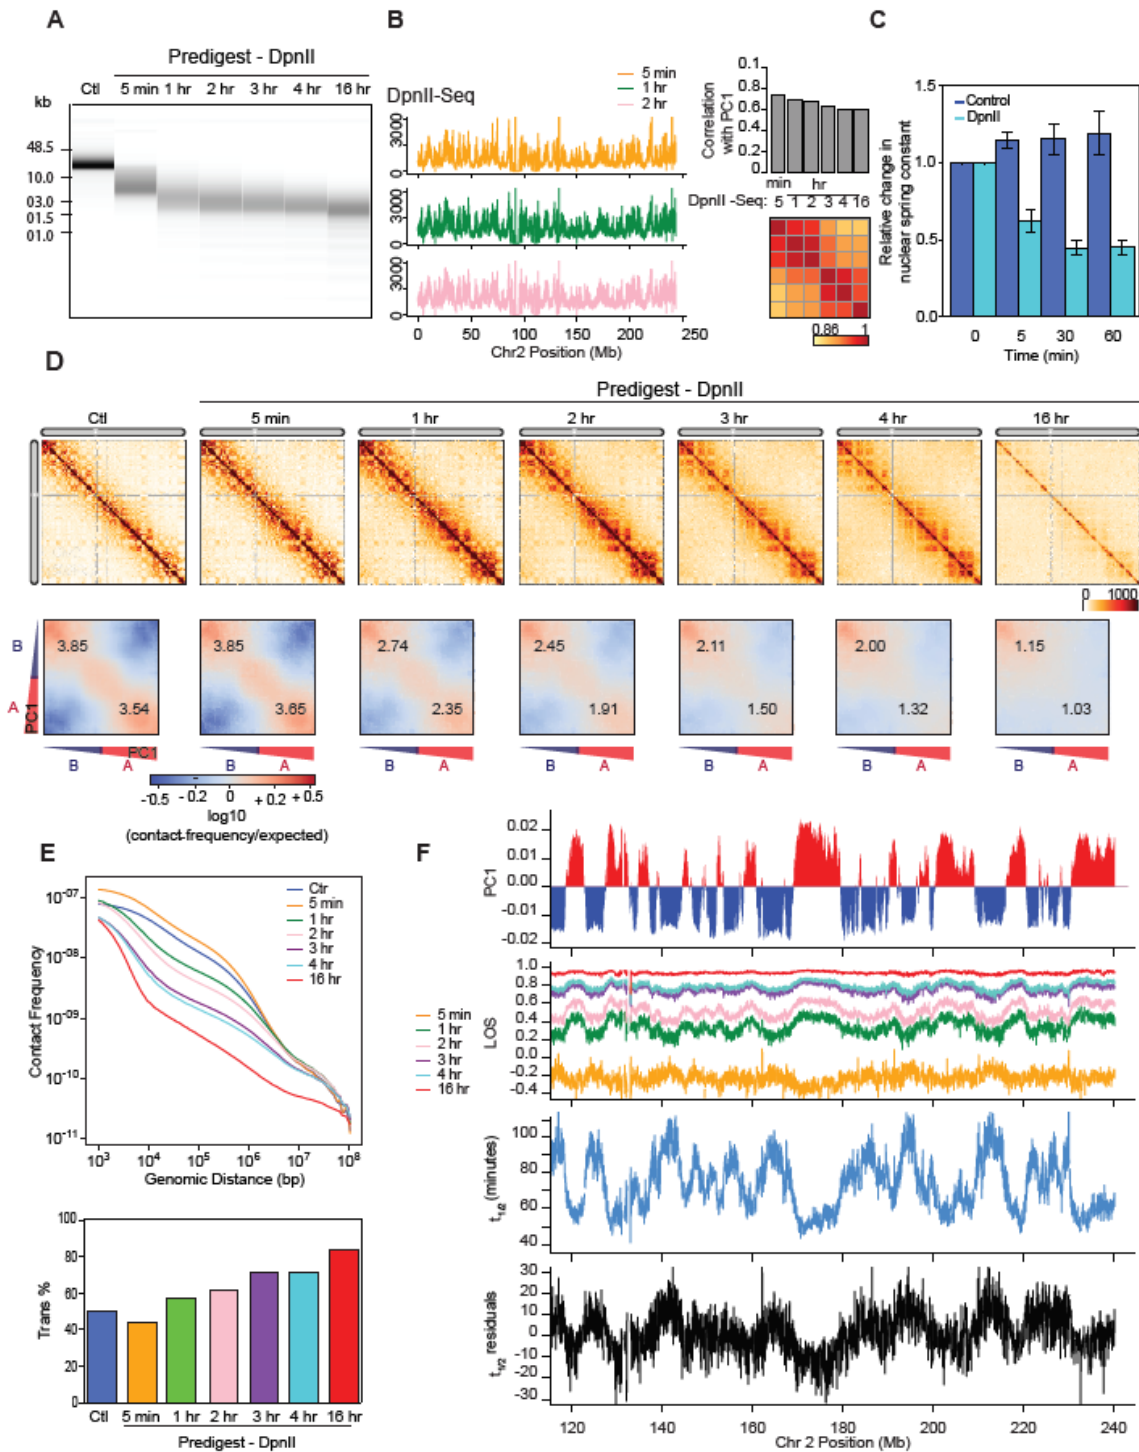 A
Predigest - DpnII
Ctl 5 min 1 hr 2 hr 3 hr 4 hr 16 hr
kb
48.5
10.0
03.0
01.5
01.0
B
DpnII-Seq
5 min
1 hr
2 hr
3000
0
3000
0
3000
0
0 50 100 150 200 250
Chr2 Position (Mb)
Correlation
with PC1
1
0.8
0.6
0.4
0.2
0.1
min hr
DpnII -Seq: 5 1 2 3 4 16
0.86 1
C
Relative change in
nuclear spring constant
1.5
1.0
0.5
0.0
Control
DpnII
0 5 30 60
Time (min)
D
Predigest - DpnII
Ctl 5 min 1 hr 2 hr 3 hr 4 hr 16 hr
0 1000
B
A
PC1
3.85 3.85 2.74 2.45 2.11 2.00 1.15
3.54 3.65 2.35 1.91 1.50 1.32 1.03
PC1
B A B A B A B A B A B A B A
-
-0.5 - 0.2 0 + 0.2 + 0.5
log10
(contact-frequency/expected)
E
Contact Frequency
10-07
10-08
10-09
10-10
10-11
Ctr
5 min
1 hr
2 hr
3 hr
4 hr
16 hr
10³ 10⁴ 10⁵ 10⁶ 10⁷ 10⁸
Genomic Distance (bp)
Trans %
100
80
60
40
20
0
Ctl 5 min 1 hr 2 hr 3 hr 4 hr 16 hr
Predigest - DpnII
F
PC1
0.02
0.01
0.00
-0.01
-0.02
5 min
1 hr
2 hr
3 hr
4 hr
16 hr
LOS
1.0
0.8
0.6
0.4
0.2
0.0
-0.2
-0.4
t1/2 (minutes)
100
80
60
40
t1/2 residuals
30
20
10
0
-10
-20
-30
120 140 160 180 200 220 240
Chr 2 Position (Mb)